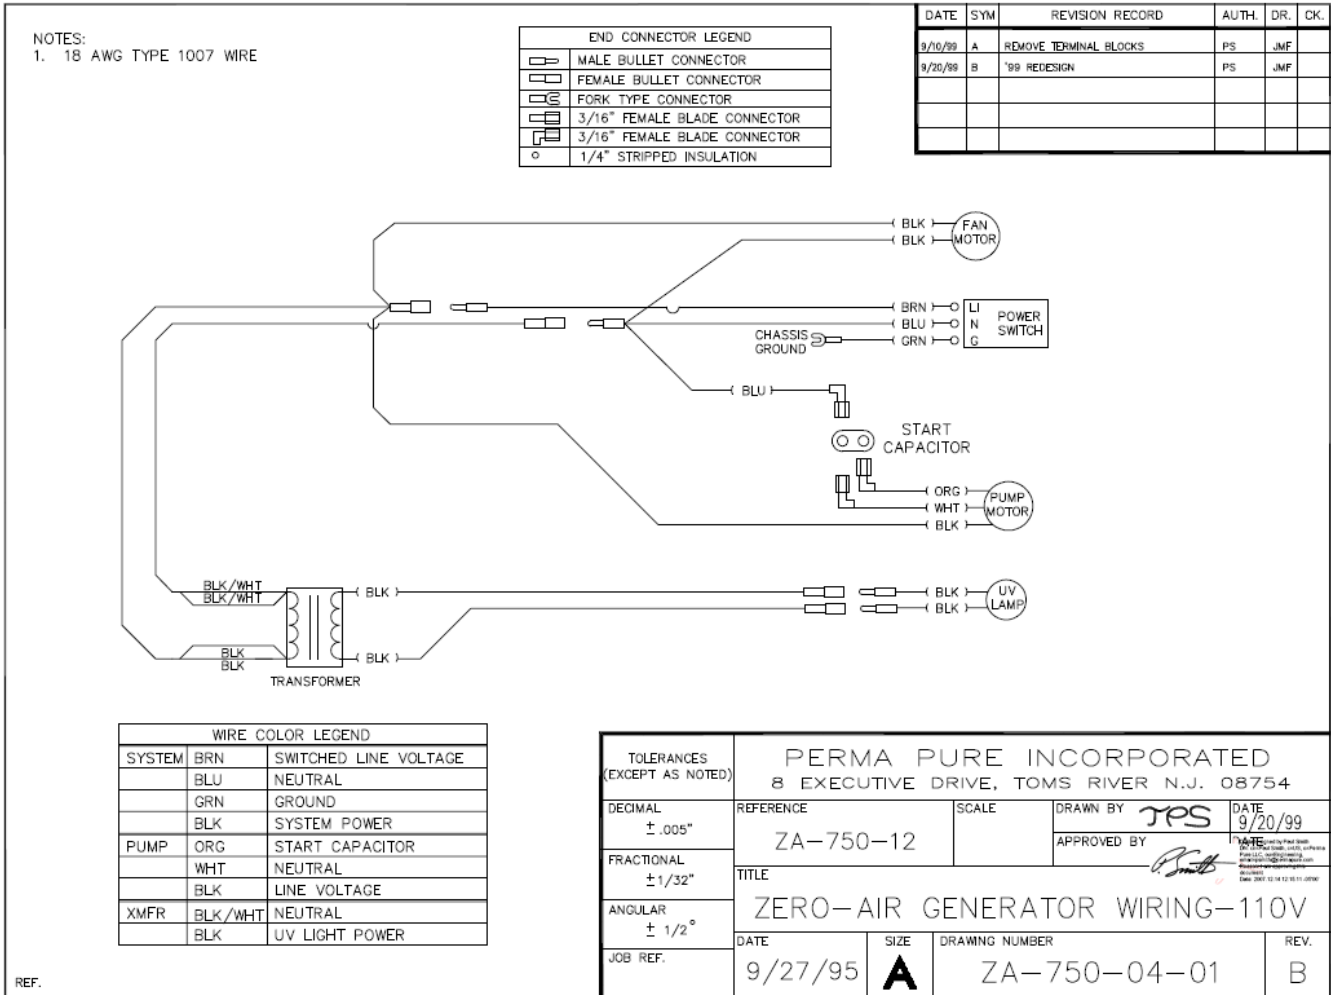 NOTES:
1. 18 AWG TYPE 1007 WIRE
END CONNECTOR LEGEND
MALE BULLET CONNECTOR
FEMALE BULLET CONNECTOR
FORK TYPE CONNECTOR
3/16" FEMALE BLADE CONNECTOR
3/16" FEMALE BLADE CONNECTOR
1/4" STRIPPED INSULATION
DATE SYM REVISION RECORD AUTH. DR. CK.
9/10/99 A REMOVE TERMINAL BLOCKS PS JMF
9/20/99 B '99 REDESIGN PS JMF
BLK
BLK
FAN
MOTOR
BRN
BLU
GRN
LI
N
G
POWER
SWITCH
CHASSIS
GROUND
BLU
START
CAPACITOR
ORG
WHT
BLK
PUMP
MOTOR
BLK/WHT
BLK/WHT
BLK
BLK
BLK
BLK
TRANSFORMER
BLK
BLK
UV
LAMP
WIRE COLOR LEGEND
SYSTEM BRN SWITCHED LINE VOLTAGE
BLU NEUTRAL
GRN GROUND
BLK SYSTEM POWER
PUMP ORG START CAPACITOR
WHT NEUTRAL
BLK LINE VOLTAGE
XMFR BLK/WHT NEUTRAL
BLK UV LIGHT POWER
REF.
TOLERANCES
(EXCEPT AS NOTED)
DECIMAL
± .005"
FRACTIONAL
±1/32"
ANGULAR
± 1/2°
JOB REF.
PERMA PURE INCORPORATED
8 EXECUTIVE DRIVE, TOMS RIVER N.J. 08754
REFERENCE
ZA-750-12
SCALE
DRAWN BY JPS
DATE
9/20/99
APPROVED BY P. Smith
DATE
TITLE
ZERO-AIR GENERATOR WIRING-110V
DATE
9/27/95
SIZE
A
DRAWING NUMBER
ZA-750-04-01
REV.
B